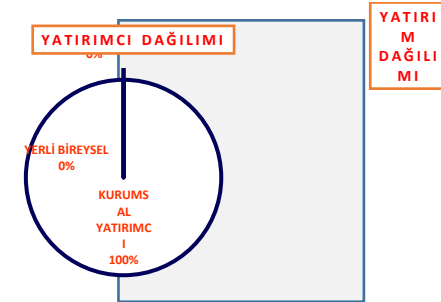 YATIRIMCI DAĞILIMI
YATIRI
M
DAĞILI
MI
0%
YERLİ BİREYSEL
0%
KURUMS
AL
YATIRIMC
I
100%